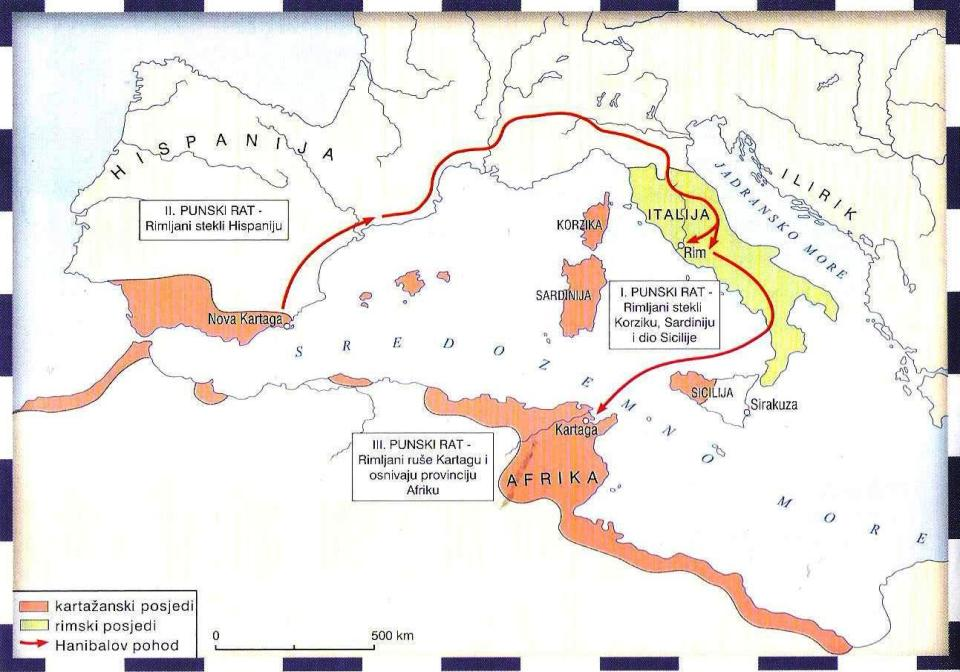 HISPANIJA
II. PUNSKI RAT -
Rimljani stekli Hispaniju
Nova Kartaga
KORZIKA
SARDINIJA
ITALIJA
Rim
ILIRIK
JADRANSKO MORE
I. PUNSKI RAT -
Rimljani stekli
Korziku, Sardiniju
i dio Sicilije
SREDOZEMNO MORE
SICILIJA
Sirakuza
Kartaga
III. PUNSKI RAT -
Rimljani ruše Kartagu i
osnivaju provinciju
Afriku
AFRIKA
kartažanski posjedi
rimski posjedi
Hanibalov pohod
0 500 km